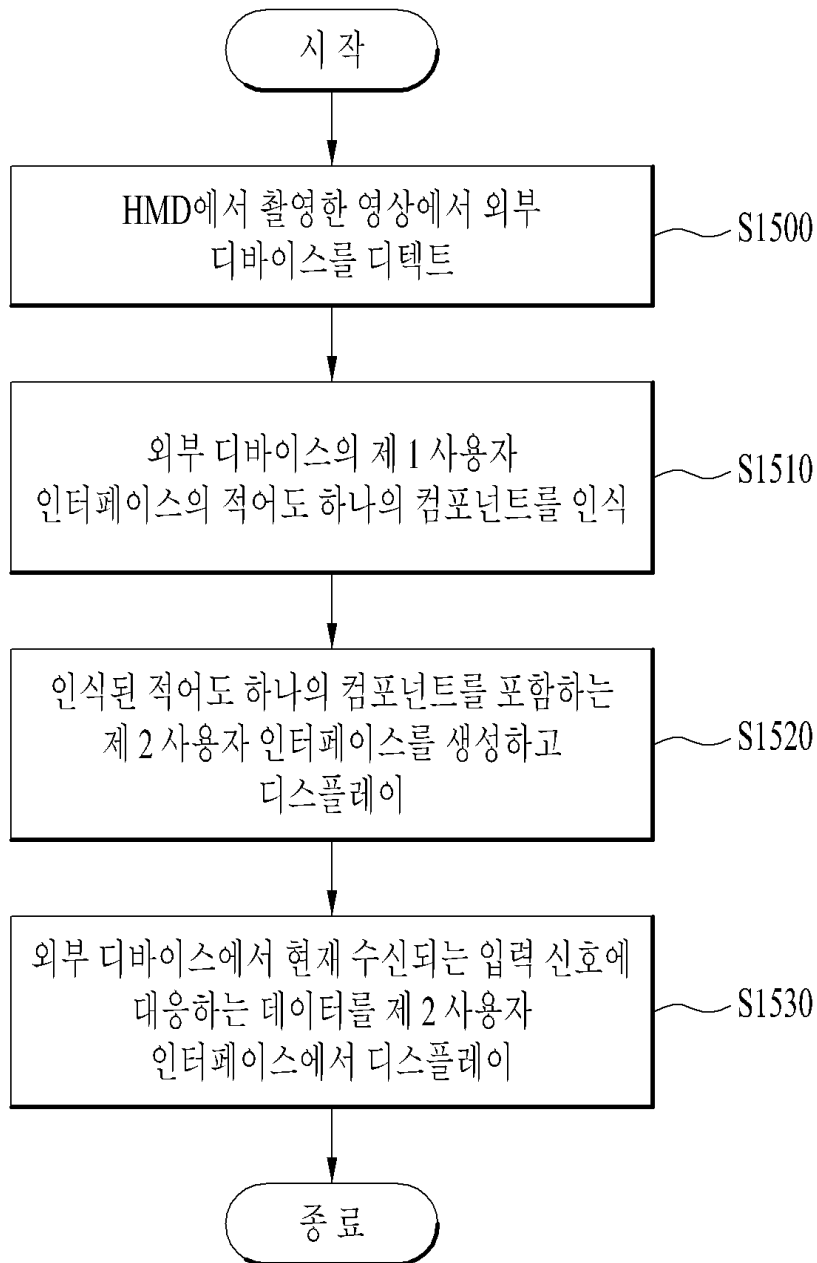 시 작
HMD에서 촬영한 영상에서 외부
디바이스를 디텍트
S1500
외부 디바이스의 제 1 사용자
인터페이스의 적어도 하나의 컴포넌트를 인식
S1510
인식된 적어도 하나의 컴포넌트를 포함하는
제 2 사용자 인터페이스를 생성하고
디스플레이
S1520
외부 디바이스에서 현재 수신되는 입력 신호에
대응하는 데이터를 제 2 사용자
인터페이스에서 디스플레이
S1530
종 료